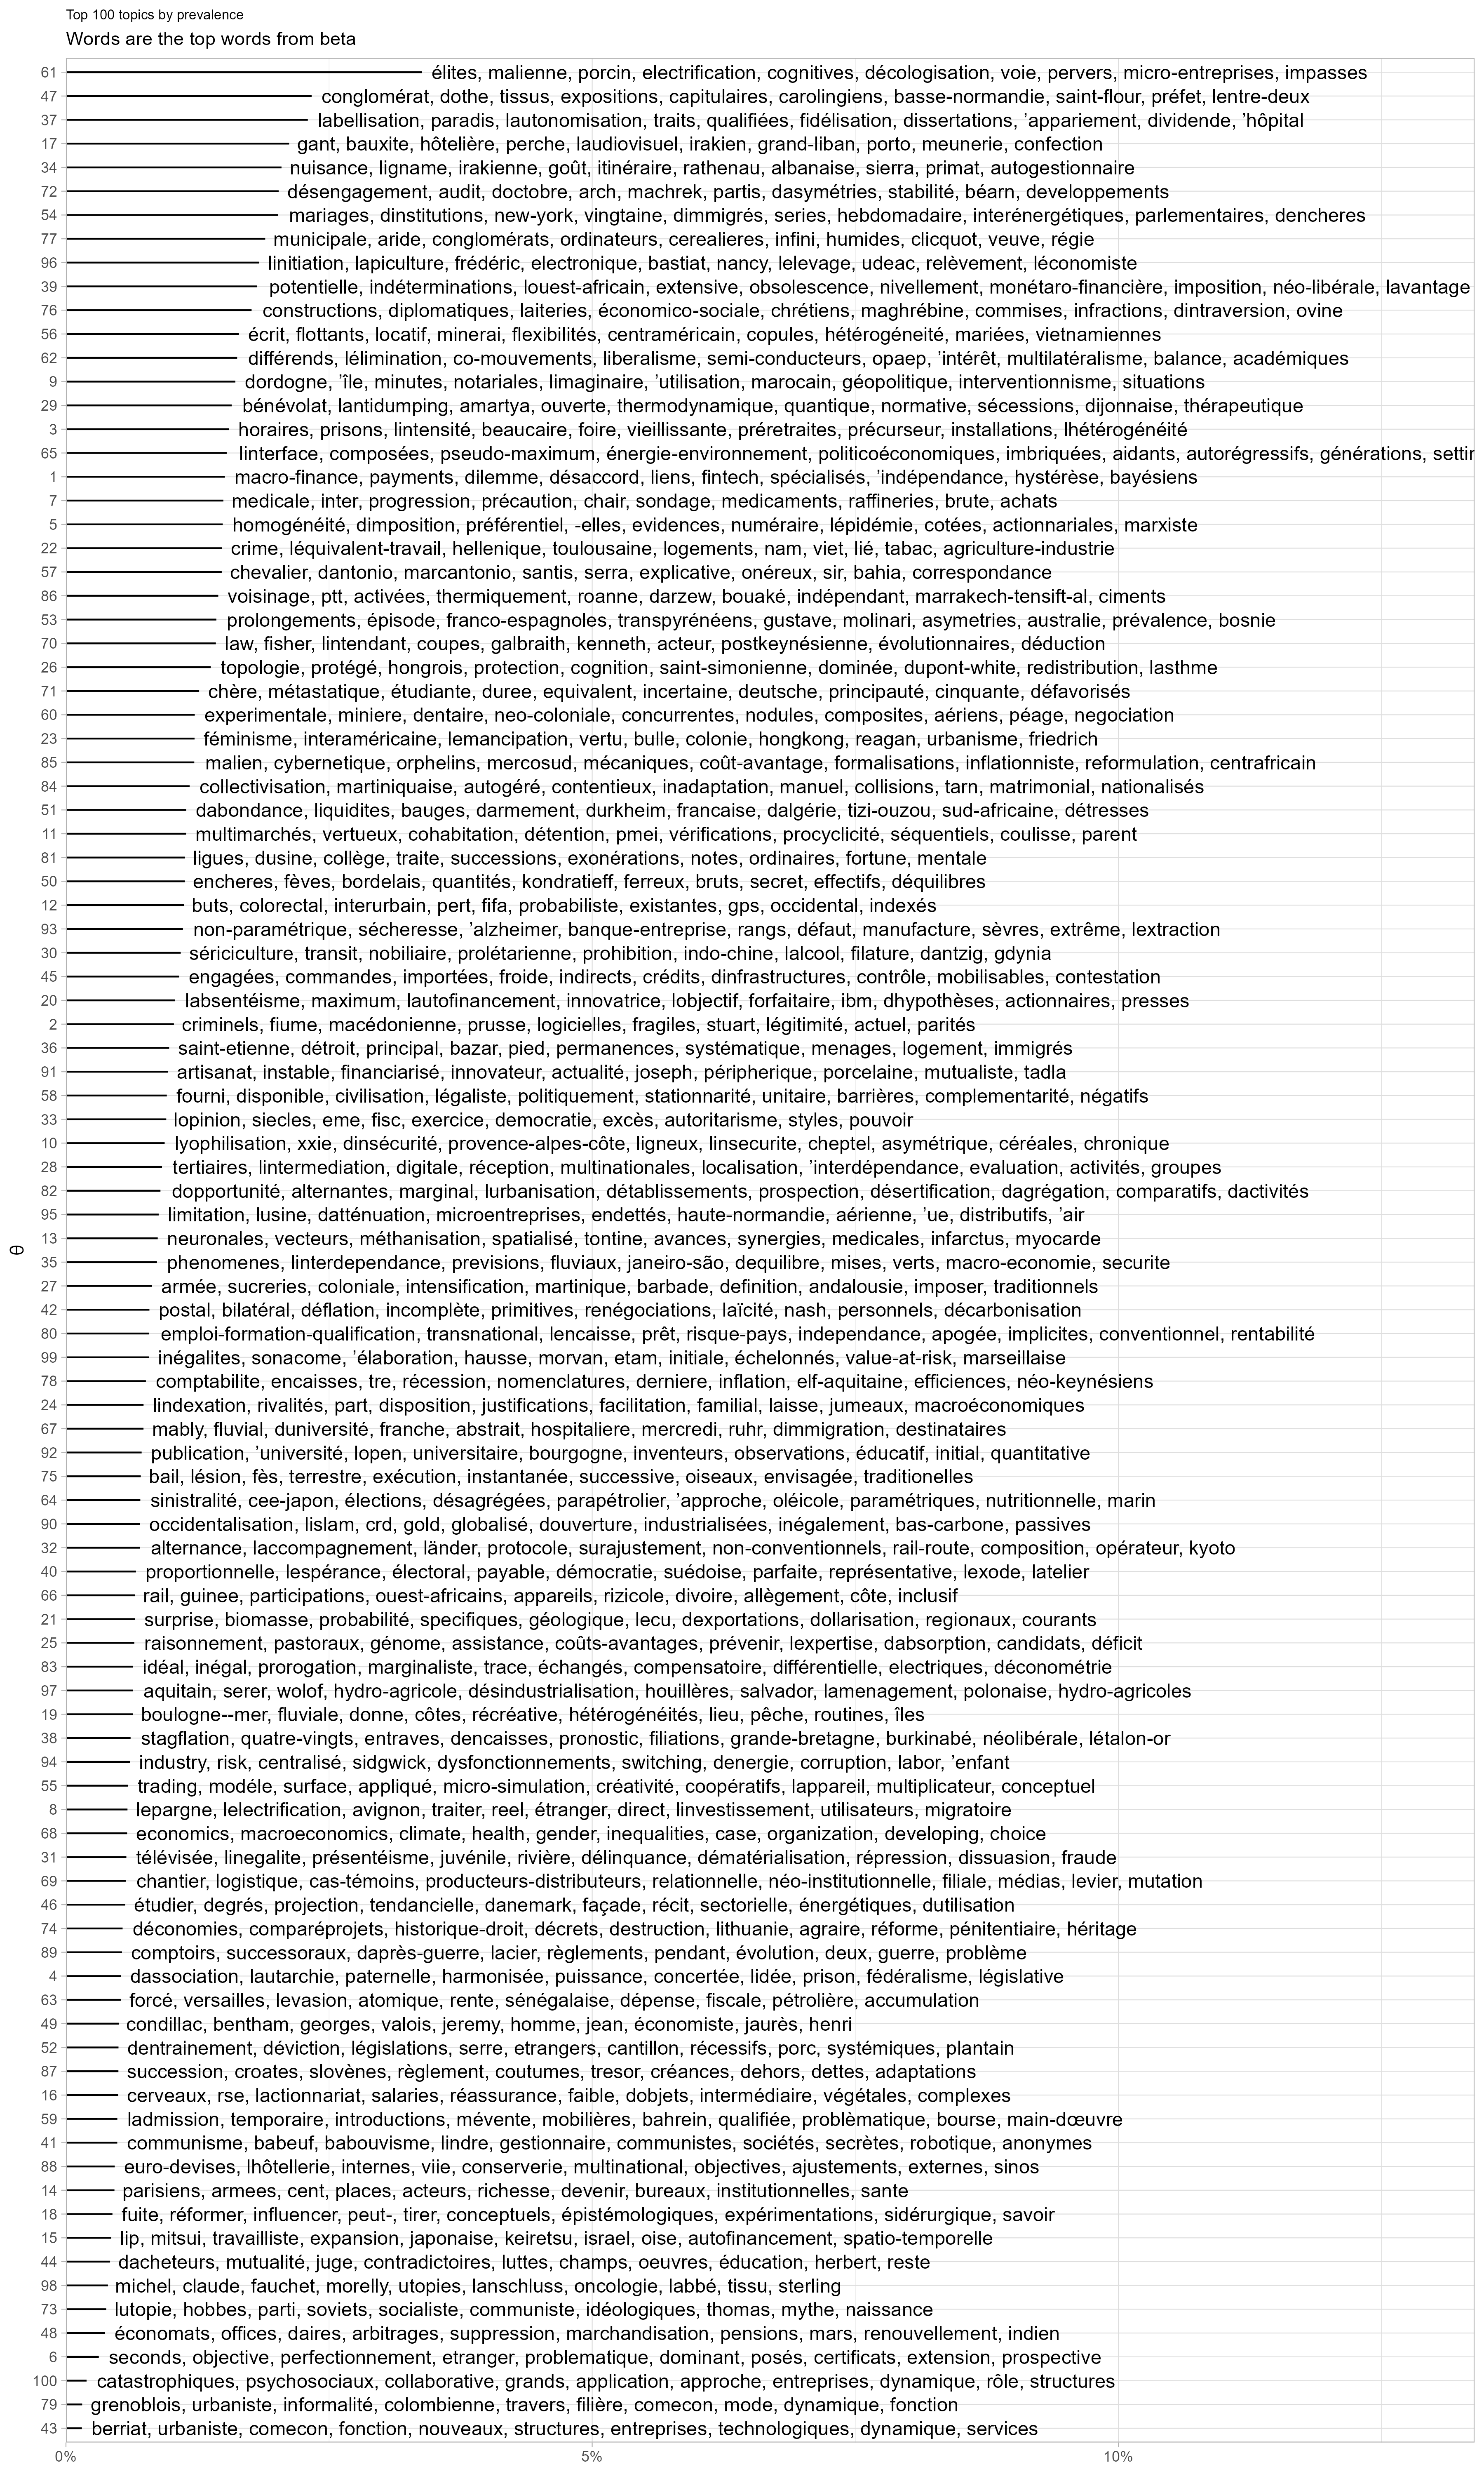 Top 100 topics by prevalence
Words are the top words from beta
61 élites, malienne, porcin, electrification, cognitives, décologisation, voie, pervers, micro-entreprises, impasses
47 conglomérat, dothe, tissus, expositions, capitulaires, carolingiens, basse-normandie, saint-flour, préfet, lentre-deux
37 labellisation, paradis, lautonomisation, traits, qualifiées, fidélisation, dissertations, ’appariement, dividende, ’hôpital
17 gant, bauxite, hôtelière, perche, laudiovisuel, irakien, grand-liban, porto, meunerie, confection
34 nuisance, ligname, irakienne, goût, itinéraire, rathenau, albanaise, sierra, primat, autogestionnaire
72 désengagement, audit, doctobre, arch, machrek, partis, dasymétries, stabilité, béarn, developpements
54 mariages, dinstitutions, new-york, vingtaine, dimmigrés, series, hebdomadaire, interénergétiques, parlementaires, dencheres
77 municipale, aride, conglomérats, ordinateurs, cerealieres, infini, humides, clicquot, veuve, régie
96 linitiation, lapiculture, frédéric, electronique, bastiat, nancy, lelevage, udeac, relèvement, léconomiste
39 potentielle, indéterminations, louest-africain, extensive, obsolescence, nivellement, monétaro-financière, imposition, néo-libérale, lavantage
76 constructions, diplomatiques, laiteries, économico-sociale, chrétiens, maghrébine, commises, infractions, dintraversion, ovine
56 écrit, flottants, locatif, minerai, flexibilités, centraméricain, copules, hétérogéneité, mariées, vietnamiennes
62 différends, lélimination, co-mouvements, liberalisme, semi-conducteurs, opaep, ’intérêt, multilatéralisme, balance, académiques
9 dordogne, ’île, minutes, notariales, limaginaire, ’utilisation, marocain, géopolitique, interventionnisme, situations
29 bénévolat, lantidumping, amartya, ouverte, thermodynamique, quantique, normative, sécessions, dijonnaise, thérapeutique
3 horaires, prisons, lintensité, beaucaire, foire, vieillissante, préretraites, précurseur, installations, lhétérogénéité
65 linterface, composées, pseudo-maximum, énergie-environnement, politicoéconomiques, imbriquées, aidants, autorégressifs, générations, settin
1 macro-finance, payments, dilemme, désaccord, liens, fintech, spécialisés, ’indépendance, hystérèse, bayésiens
7 medicale, inter, progression, précaution, chair, sondage, medicaments, raffineries, brute, achats
5 homogénéité, dimposition, préférentiel, -elles, evidences, numéraire, lépidémie, cotées, actionnariales, marxiste
22 crime, léquivalent-travail, hellenique, toulousaine, logements, nam, viet, lié, tabac, agriculture-industrie
57 chevalier, dantonio, marcantonio, santis, serra, explicative, onéreux, sir, bahia, correspondance
86 voisinage, ptt, activées, thermiquement, roanne, darzew, bouaké, indépendant, marrakech-tensift-al, ciments
53 prolongements, épisode, franco-espagnoles, transpyrénéens, gustave, molinari, asymetries, australie, prévalence, bosnie
70 law, fisher, lintendant, coupes, galbraith, kenneth, acteur, postkeynésienne, évolutionnaires, déduction
26 topologie, protégé, hongrois, protection, cognition, saint-simonienne, dominée, dupont-white, redistribution, lasthme
71 chère, métastatique, étudiante, duree, equivalent, incertaine, deutsche, principauté, cinquante, défavorisés
60 experimentale, miniere, dentaire, neo-coloniale, concurrentes, nodules, composites, aériens, péage, negociation
23 féminisme, interaméricaine, lemancipation, vertu, bulle, colonie, hongkong, reagan, urbanisme, friedrich
85 malien, cybernetique, orphelins, mercosud, mécaniques, coût-avantage, formalisations, inflationniste, reformulation, centrafricain
84 collectivisation, martiniquaise, autogéré, contentieux, inadaptation, manuel, collisions, tarn, matrimonial, nationalisés
51 dabondance, liquidites, bauges, darmement, durkheim, francaise, dalgérie, tizi-ouzou, sud-africaine, détresses
11 multimarchés, vertueux, cohabitation, détention, pmei, vérifications, procyclicité, séquentiels, coulisse, parent
81 ligues, dusine, collège, traite, successions, exonérations, notes, ordinaires, fortune, mentale
50 encheres, fèves, bordelais, quantités, kondratieff, ferreux, bruts, secret, effectifs, déquilibres
12 buts, colorectal, interurbain, pert, fifa, probabiliste, existantes, gps, occidental, indexés
93 non-paramétrique, sécheresse, ’alzheimer, banque-entreprise, rangs, défaut, manufacture, sèvres, extrême, lextraction
30 sériciculture, transit, nobiliaire, prolétarienne, prohibition, indo-chine, lalcool, filature, dantzig, gdynia
45 engagées, commandes, importées, froide, indirects, crédits, dinfrastructures, contrôle, mobilisables, contestation
20 labsentéisme, maximum, lautofinancement, innovatrice, lobjectif, forfaitaire, ibm, dhypothèses, actionnaires, presses
2 criminels, fiume, macédonienne, prusse, logicielles, fragiles, stuart, légitimité, actuel, parités
36 saint-etienne, détroit, principal, bazar, pied, permanences, systématique, menages, logement, immigrés
91 artisanat, instable, financiarisé, innovateur, actualité, joseph, péripherique, porcelaine, mutualiste, tadla
58 fourni, disponible, civilisation, légaliste, politiquement, stationnarité, unitaire, barrières, complementarité, négatifs
33 lopinion, siecles, eme, fisc, exercice, democratie, excès, autoritarisme, styles, pouvoir
10 lyophilisation, xxie, dinsécurité, provence-alpes-côte, ligneux, linsecurite, cheptel, asymétrique, céréales, chronique
28 tertiaires, lintermediation, digitale, réception, multinationales, localisation, ’interdépendance, evaluation, activités, groupes
82 dopportunité, alternantes, marginal, lurbanisation, détablissements, prospection, désertification, dagrégation, comparatifs, dactivités
95 limitation, lusine, datténuation, microentreprises, endettés, haute-normandie, aérienne, ’ue, distributifs, ’air
13 neuronales, vecteurs, méthanisation, spatialisé, tontine, avances, synergies, medicales, infarctus, myocarde
35 phenomenes, linterdependance, previsions, fluviaux, janeiro-são, dequilibre, mises, verts, macro-economie, securite
27 armée, sucreries, coloniale, intensification, martinique, barbade, definition, andalousie, imposer, traditionnels
42 postal, bilatéral, déflation, incomplète, primitives, renégociations, laïcité, nash, personnels, décarbonisation
80 emploi-formation-qualification, transnational, lencaisse, prêt, risque-pays, independance, apogée, implicites, conventionnel, rentabilité
99 inégalites, sonacome, ’élaboration, hausse, morvan, etam, initiale, échelonnés, value-at-risk, marseillaise
78 comptabilite, encaisses, tre, récession, nomenclatures, derniere, inflation, elf-aquitaine, efficiences, néo-keynésiens
24 lindexation, rivalités, part, disposition, justifications, facilitation, familial, laisse, jumeaux, macroéconomiques
67 mably, fluvial, duniversité, franche, abstrait, hospitaliere, mercredi, ruhr, dimmigration, destinataires
92 publication, ’université, lopen, universitaire, bourgogne, inventeurs, observations, éducatif, initial, quantitative
75 bail, lésion, fès, terrestre, exécution, instantanée, successive, oiseaux, envisagée, traditionelles
64 sinistralité, cee-japon, élections, désagrégées, parapétrolier, ’approche, oléicole, paramétriques, nutritionnelle, marin
90 occidentalisation, lislam, crd, gold, globalisé, douverture, industrialisées, inégalement, bas-carbone, passives
32 alternance, laccompagnement, länder, protocole, surajustement, non-conventionnels, rail-route, composition, opérateur, kyoto
40 proportionnelle, lespérance, électoral, payable, démocratie, suédoise, parfaite, représentative, lexode, latelier
66 rail, guinee, participations, ouest-africains, appareils, rizicole, divoire, allègement, côte, inclusif
21 surprise, biomasse, probabilité, specifiques, géologique, lecu, dexportations, dollarisation, regionaux, courants
25 raisonnement, pastoraux, génome, assistance, coûts-avantages, prévenir, lexpertise, dabsorption, candidats, déficit
83 idéal, inégal, prorogation, marginaliste, trace, échangés, compensatoire, différentielle, electriques, déconométrie
97 aquitain, serer, wolof, hydro-agricole, désindustrialisation, houillères, salvador, lamenagement, polonaise, hydro-agricoles
19 boulogne--mer, fluviale, donne, côtes, récréative, hétérogénéités, lieu, pêche, routines, îles
38 stagflation, quatre-vingts, entraves, dencaisses, pronostic, filiations, grande-bretagne, burkinabé, néolibérale, létalon-or
94 industry, risk, centralisé, sidgwick, dysfonctionnements, switching, denergie, corruption, labor, ’enfant
55 trading, modéle, surface, appliqué, micro-simulation, créativité, coopératifs, lappareil, multiplicateur, conceptuel
8 lepargne, lelectrification, avignon, traiter, reel, étranger, direct, linvestissement, utilisateurs, migratoire
68 economics, macroeconomics, climate, health, gender, inequalities, case, organization, developing, choice
31 télévisée, linegalite, présentéisme, juvénile, rivière, délinquance, dématérialisation, répression, dissuasion, fraude
69 chantier, logistique, cas-témoins, producteurs-distributeurs, relationnelle, néo-institutionnelle, filiale, médias, levier, mutation
46 étudier, degrés, projection, tendancielle, danemark, façade, récit, sectorielle, énergétiques, dutilisation
74 déconomies, comparéprojets, historique-droit, décrets, destruction, lithuanie, agraire, réforme, pénitentiaire, héritage
89 comptoirs, successoraux, daprès-guerre, lacier, règlements, pendant, évolution, deux, guerre, problème
4 dassociation, lautarchie, paternelle, harmonisée, puissance, concertée, lidée, prison, fédéralisme, législative
63 forcé, versailles, levasion, atomique, rente, sénégalaise, dépense, fiscale, pétrolière, accumulation
49 condillac, bentham, georges, valois, jeremy, homme, jean, économiste, jaurès, henri
52 dentrainement, déviction, législations, serre, etrangers, cantillon, récessifs, porc, systémiques, plantain
87 succession, croates, slovènes, règlement, coutumes, tresor, créances, dehors, dettes, adaptations
16 cerveaux, rse, lactionnariat, salaries, réassurance, faible, dobjets, intermédiaire, végétales, complexes
59 ladmission, temporaire, introductions, mévente, mobilières, bahrein, qualifiée, problèmatique, bourse, main-dœuvre
41 communisme, babeuf, babouvisme, lindre, gestionnaire, communistes, sociétés, secrètes, robotique, anonymes
88 euro-devises, lhôtellerie, internes, viie, conserverie, multinational, objectives, ajustements, externes, sinos
14 parisiens, armees, cent, places, acteurs, richesse, devenir, bureaux, institutionnelles, sante
18 fuite, réformer, influencer, peut-, tirer, conceptuels, épistémologiques, expérimentations, sidérurgique, savoir
15 lip, mitsui, travailliste, expansion, japonaise, keiretsu, israel, oise, autofinancement, spatio-temporelle
44 dacheteurs, mutualité, juge, contradictoires, luttes, champs, oeuvres, éducation, herbert, reste
98 michel, claude, fauchet, morelly, utopies, lanschluss, oncologie, labbé, tissu, sterling
73 lutopie, hobbes, parti, soviets, socialiste, communiste, idéologiques, thomas, mythe, naissance
48 économats, offices, daires, arbitrages, suppression, marchandisation, pensions, mars, renouvellement, indien
6 seconds, objective, perfectionnement, etranger, problematique, dominant, posés, certificats, extension, prospective
100 catastrophiques, psychosociaux, collaborative, grands, application, approche, entreprises, dynamique, rôle, structures
79 grenoblois, urbaniste, informalité, colombienne, travers, filière, comecon, mode, dynamique, fonction
43 berriat, urbaniste, comecon, fonction, nouveaux, structures, entreprises, technologiques, dynamique, services
0% 5% 10%
θ